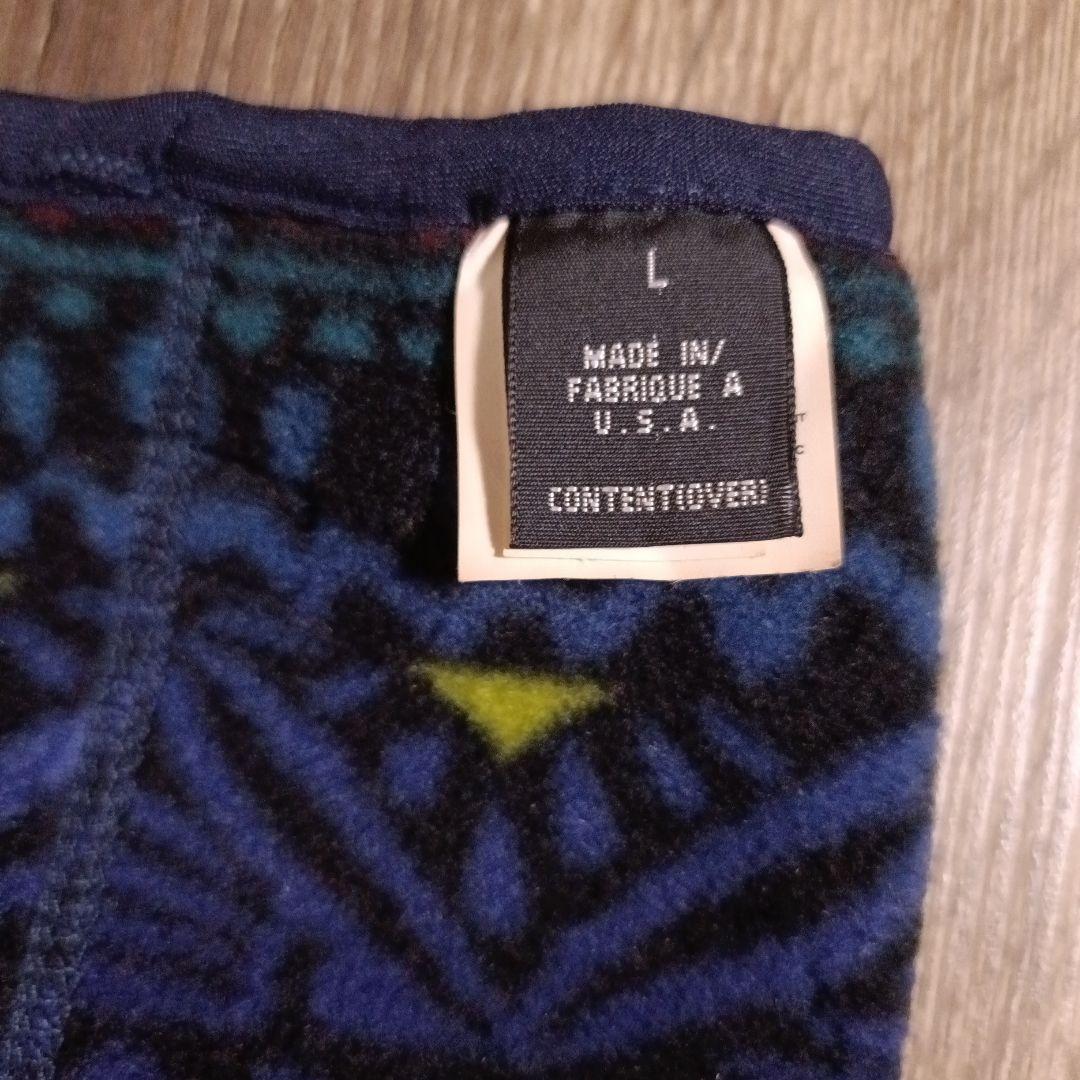 L
MADE IN/
FABRIQUE A
U.S.A.
CONTENT(OVER)
T
C